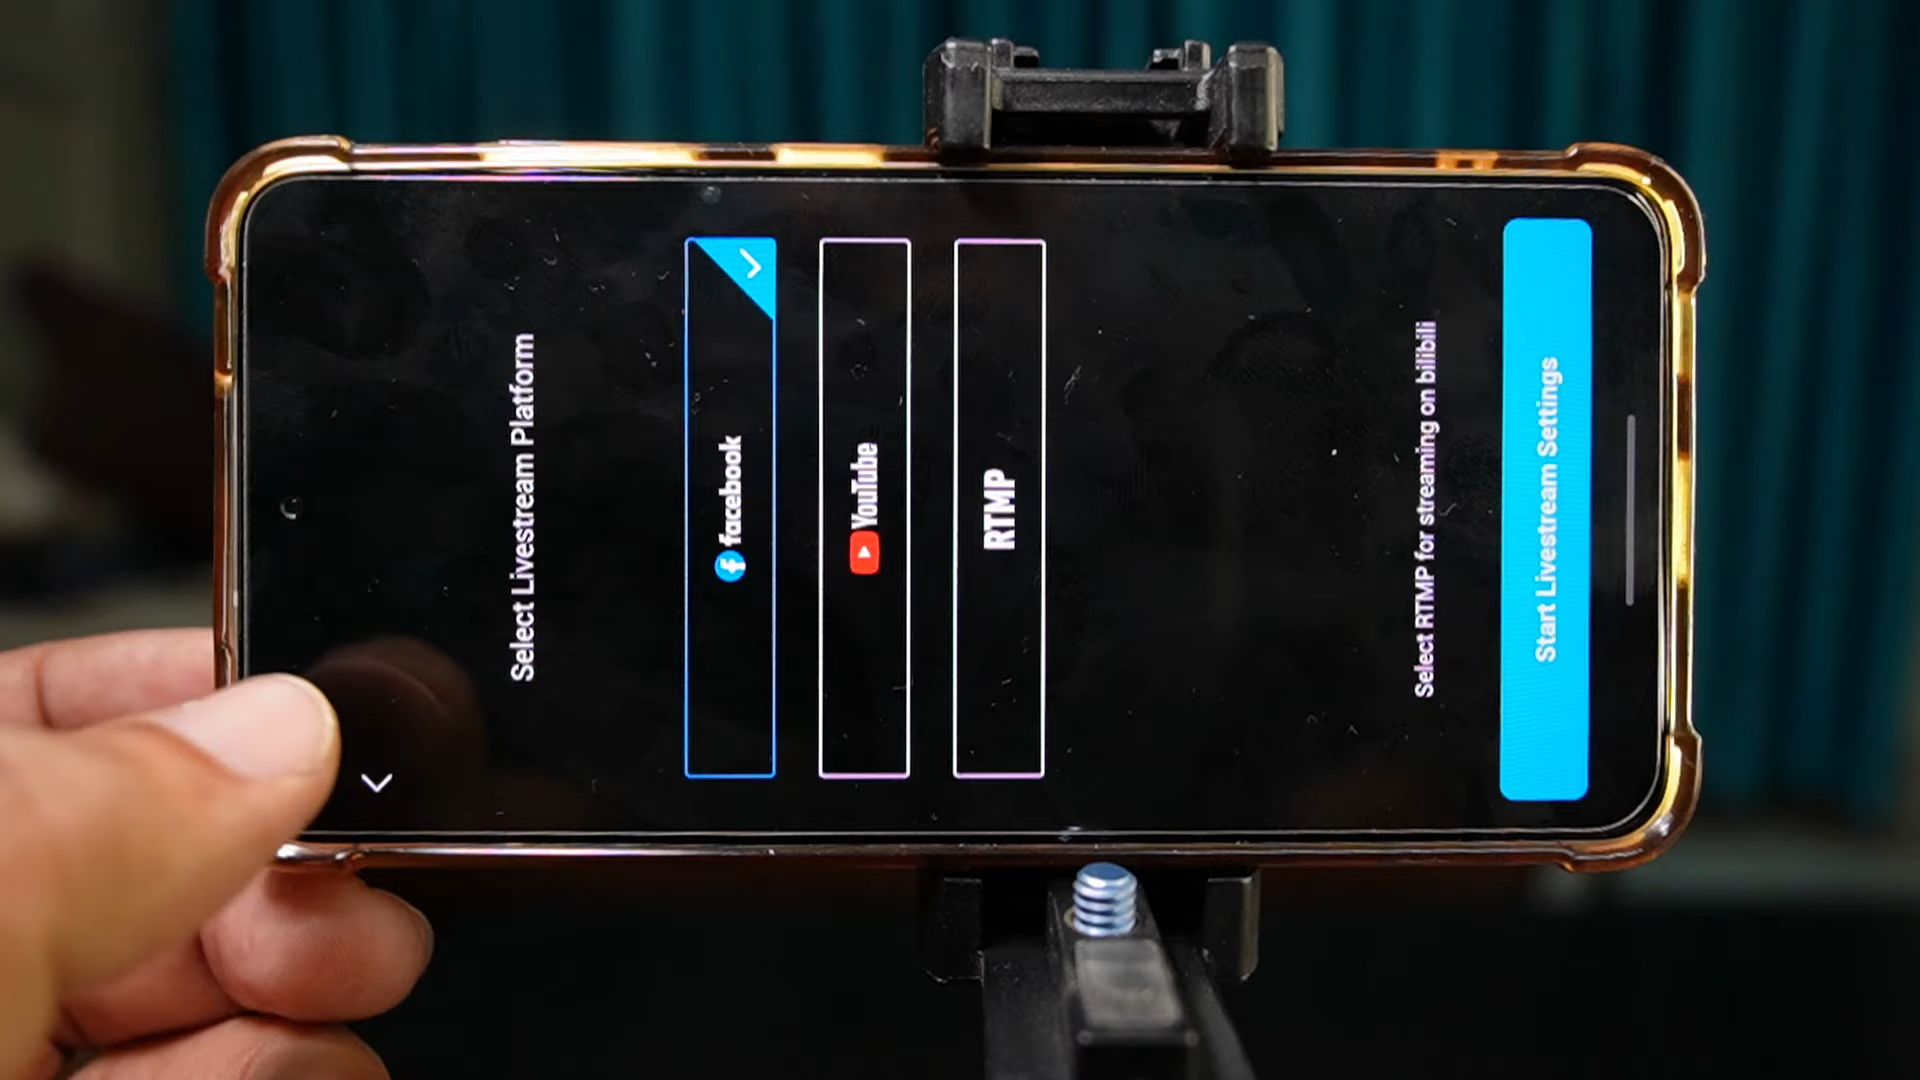 Select Livestream Platform
facebook
YouTube
RTMP
Select RTMP for streaming on bilibili
Start Livestream Settings